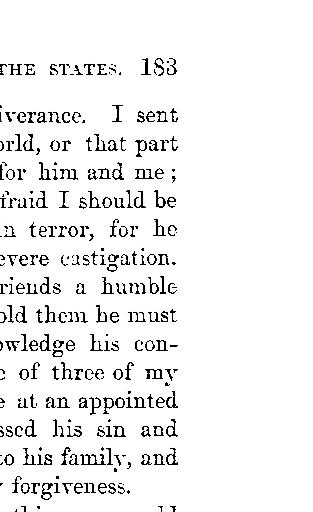 THE STATES. 183
iverance. I sent
orld, or that part
for him and me;
fraid I should be
in terror, for he
evere castigation.
riends a humble
old them he must
owledge his con-
e of three of my
e at an appointed
ssed his sin and
to his family, and
forgiveness.